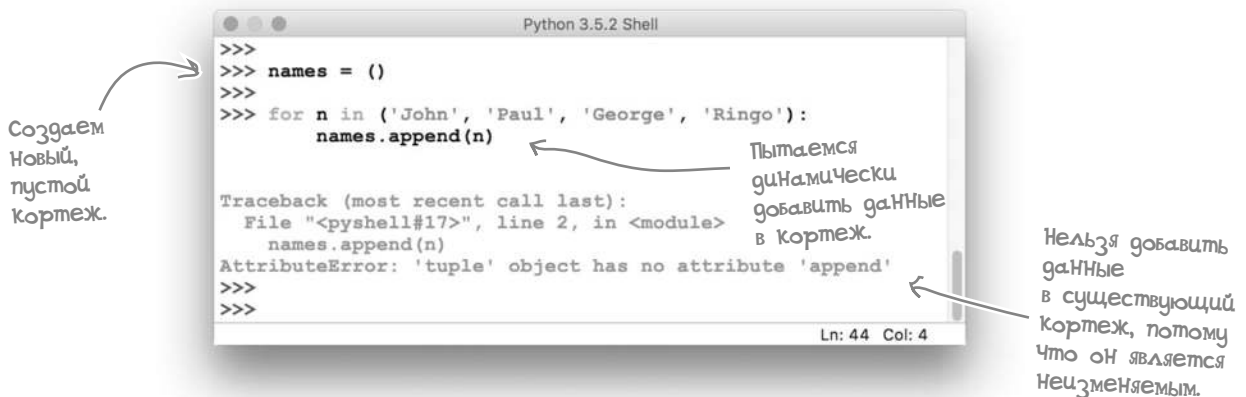 Python 3.5.2 Shell
>>>
>>> names = ()
>>>
>>> for n in ('John', 'Paul', 'George', 'Ringo'):
names.append(n)
Traceback (most recent call last):
File "<pyshell#17>", line 2, in <module>
names.append(n)
AttributeError: 'tuple' object has no attribute 'append'
>>>
>>>
Ln: 44 Col: 4
Создаем
новый,
пустой
кортеж.
Пытаемся
динамически
добавить данные
в кортеж.
Нельзя добавить
данные
в существующий
кортеж, потому
что он является
неизменяемым.